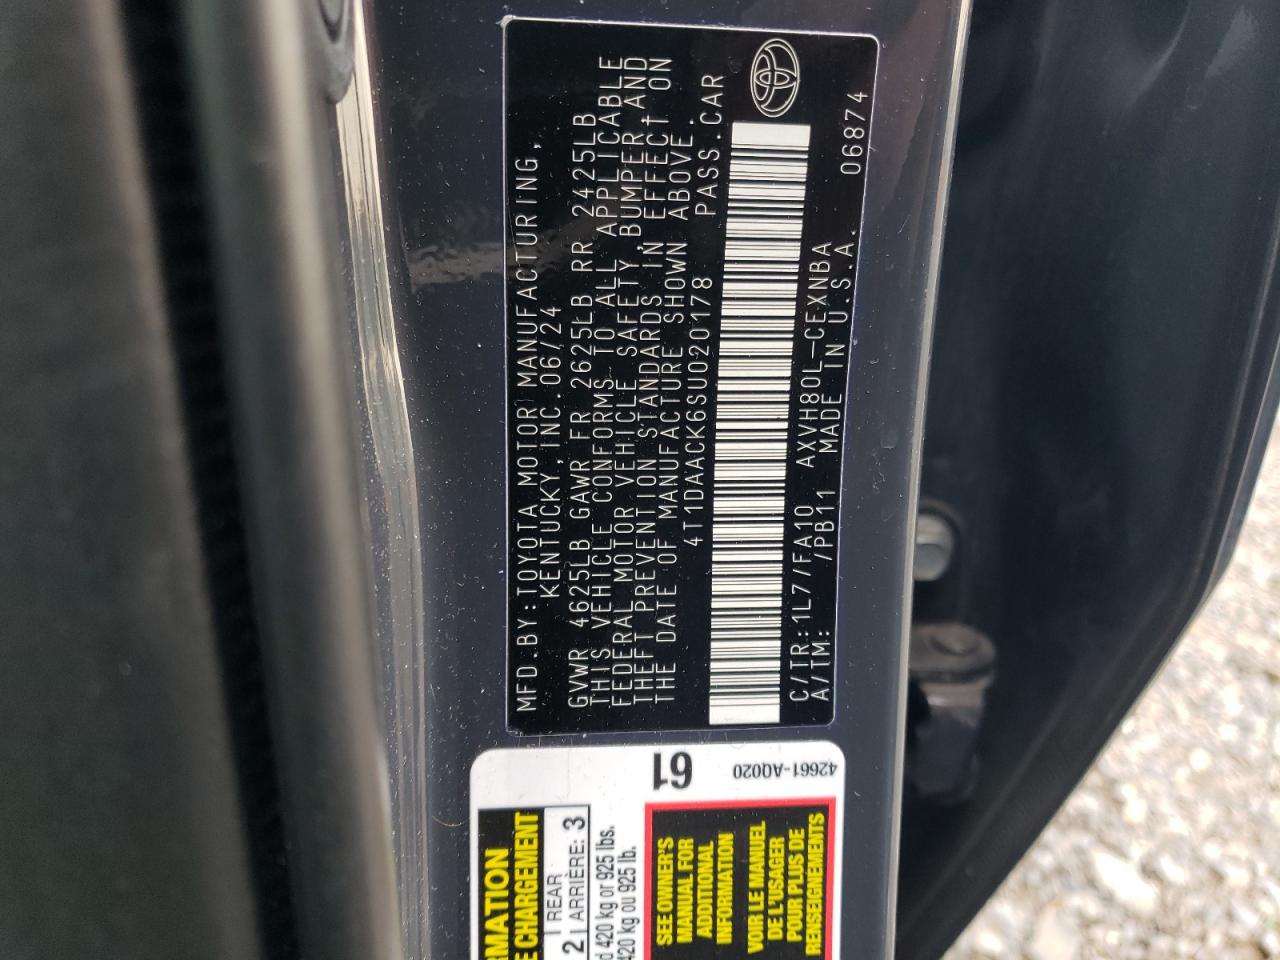 MFD.BY:TOYOTA MOTOR MANUFACTURING,
KENTUCKY,INC.06/24
GVWR 4625LB GAWR FR 2625LB RR 2425LB
THIS VEHICLE CONFORMS TO ALL APPLICABLE
FEDERAL MOTOR VEHICLE SAFETY,BUMPER,AND
THEFT PREVENTION STANDARDS IN EFFECT ON
THE DATE OF MANUFACTURE SHOWN ABOVE.
4T1DAACK6SU020178 PASS.CAR
C/TR:1L7/FA10 AXVH80L-CEXNBA 06874
A/TM: /PB11 MADE IN U.S.A.
61
42661-AQ020
E CHARGEMENT
2 REAR
ARRIÈRE: 3
420 kg or 925 lbs.
420 kg ou 925 lb.
SEE OWNER'S
MANUAL FOR
ADDITIONAL
INFORMATION
VOIR LE MANUEL
DE L'USAGER
POUR PLUS DE
RENSEIGNEMENTS